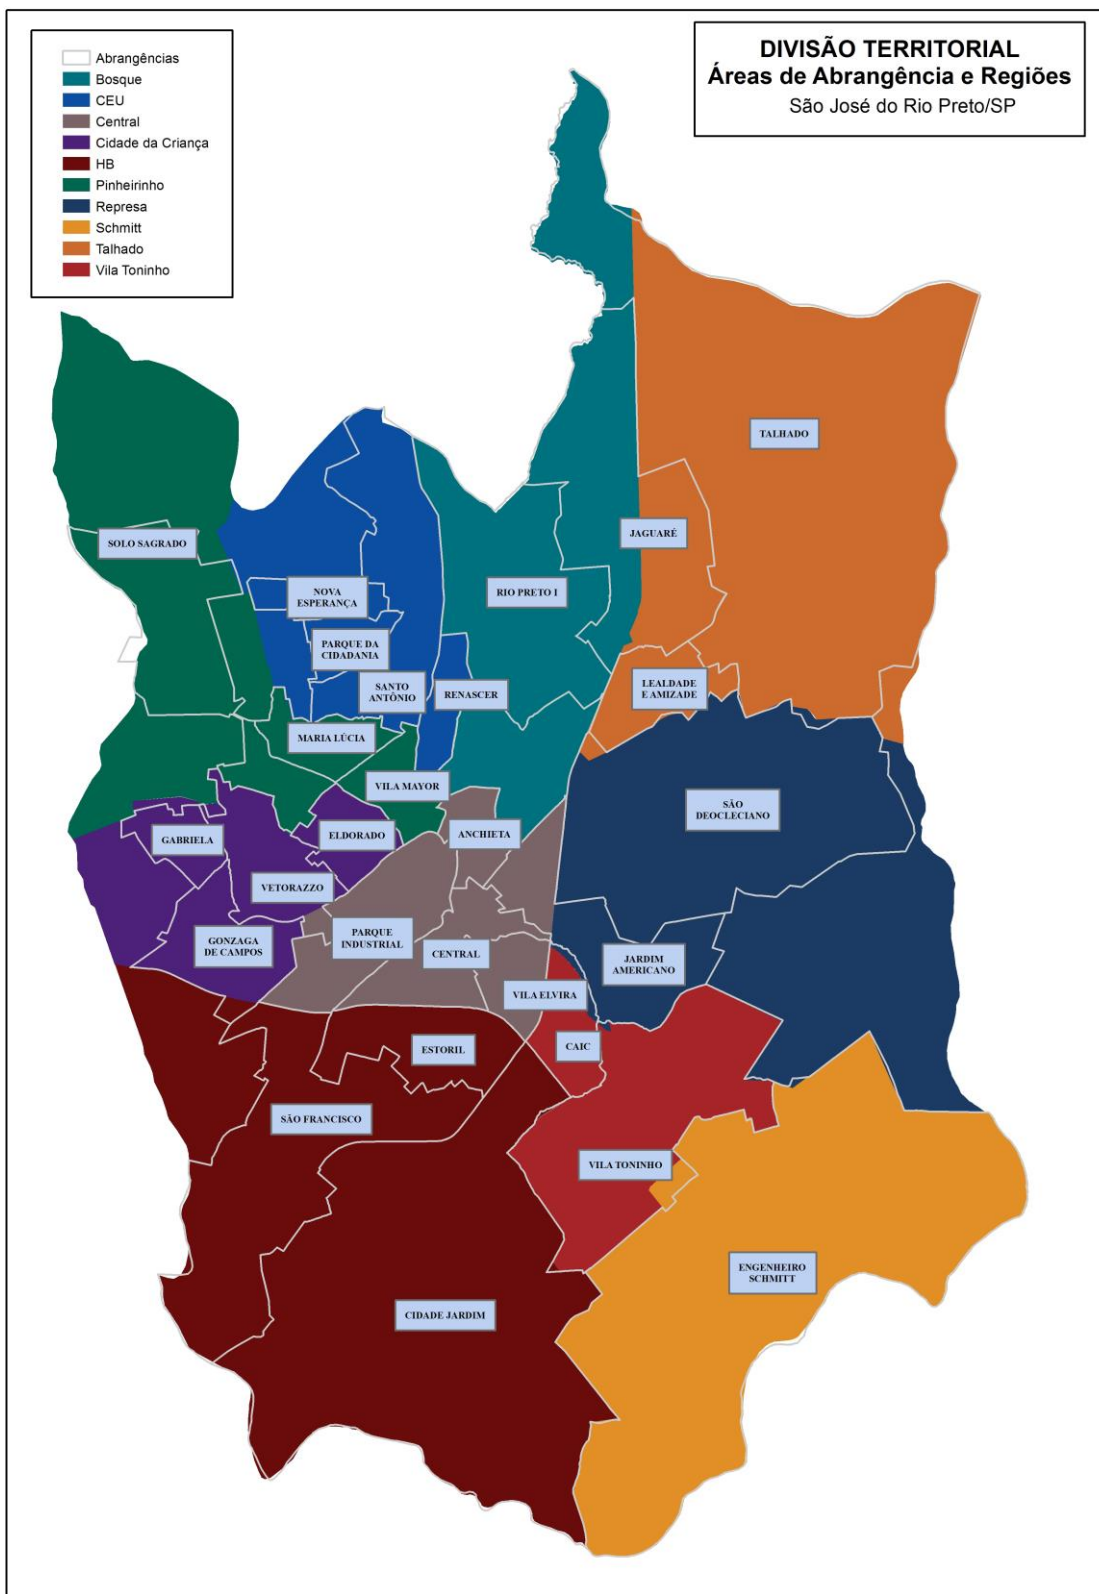 DIVISÃO TERRITORIAL
Áreas de Abrangência e Regiões
São José do Rio Preto/SP
Abrangências
Bosque
CEU
Central
Cidade da Criança
HB
Pinheirinho
Represa
Schmitt
Talhado
Vila Toninho
TALHADO
JAGUARÉ
SOLO SAGRADO
NOVA
ESPERANÇA
RIO PRETO I
PARQUE DA
CIDADANIA
SANTO
ANTÔNIO
RENASCER
LEALDADE
E AMIZADE
MARIA LÚCIA
VILA MAYOR
SÃO
DEOCLECIANO
GABRIELA
ELDORADO
ANCHIETA
VETORAZZO
GONZAGA
DE CAMPOS
PARQUE
INDUSTRIAL
CENTRAL
JARDIM
AMERICANO
VILA ELVIRA
ESTORIL
CAIC
SÃO FRANCISCO
VILA TONINHO
ENGENHEIRO
SCHMITT
CIDADE JARDIM